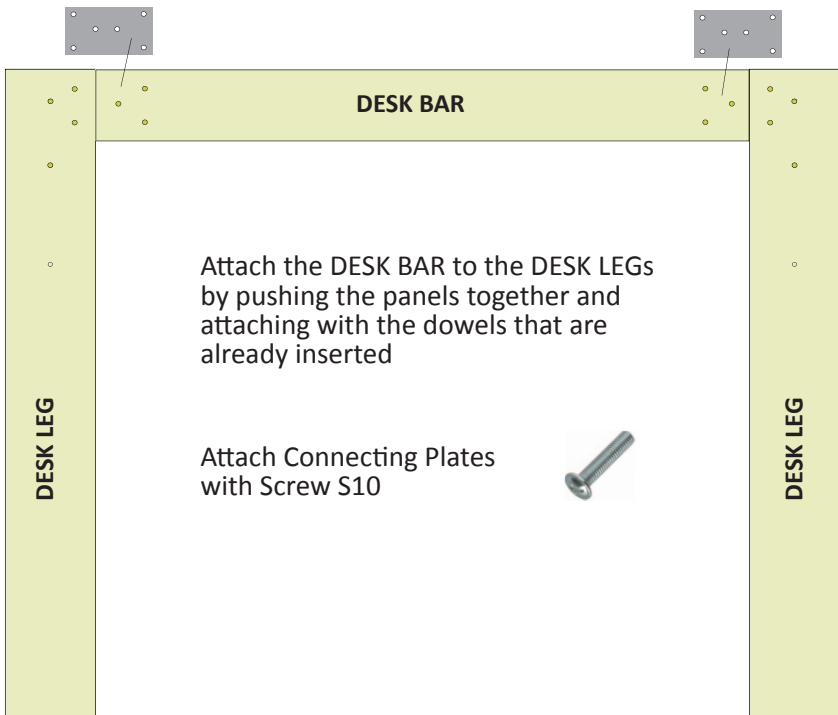 DESK BAR
Attach the DESK BAR to the DESK LEGs
by pushing the panels together and
attaching with the dowels that are
already inserted
DESK LEG
DESK LEG
Attach Connecting Plates
with Screw S10